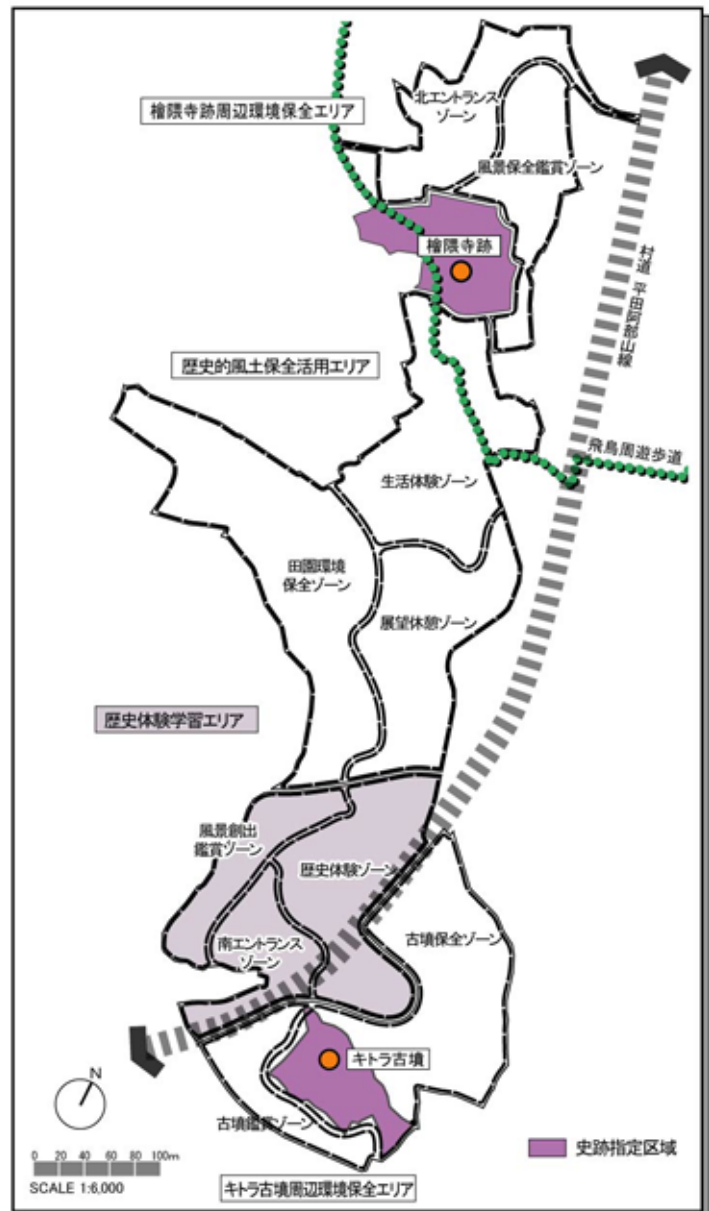 北エントランス
ゾーン
檜隈寺跡周辺環境保全エリア
風景保全鑑賞ゾーン
檜隈寺跡
村道 平田阿部山線
歴史的風土保全活用エリア
飛鳥周遊歩道
生活体験ゾーン
田園環境
保全ゾーン
展望休憩ゾーン
歴史体験学習エリア
風景創出
鑑賞ゾーン
歴史体験ゾーン
南エントランス
ゾーン
古墳保全ゾーン
キトラ古墳
N
古墳鑑賞ゾーン
史跡指定区域
0 20 40 60 80 100m
SCALE 1:6,000
キトラ古墳周辺環境保全エリア